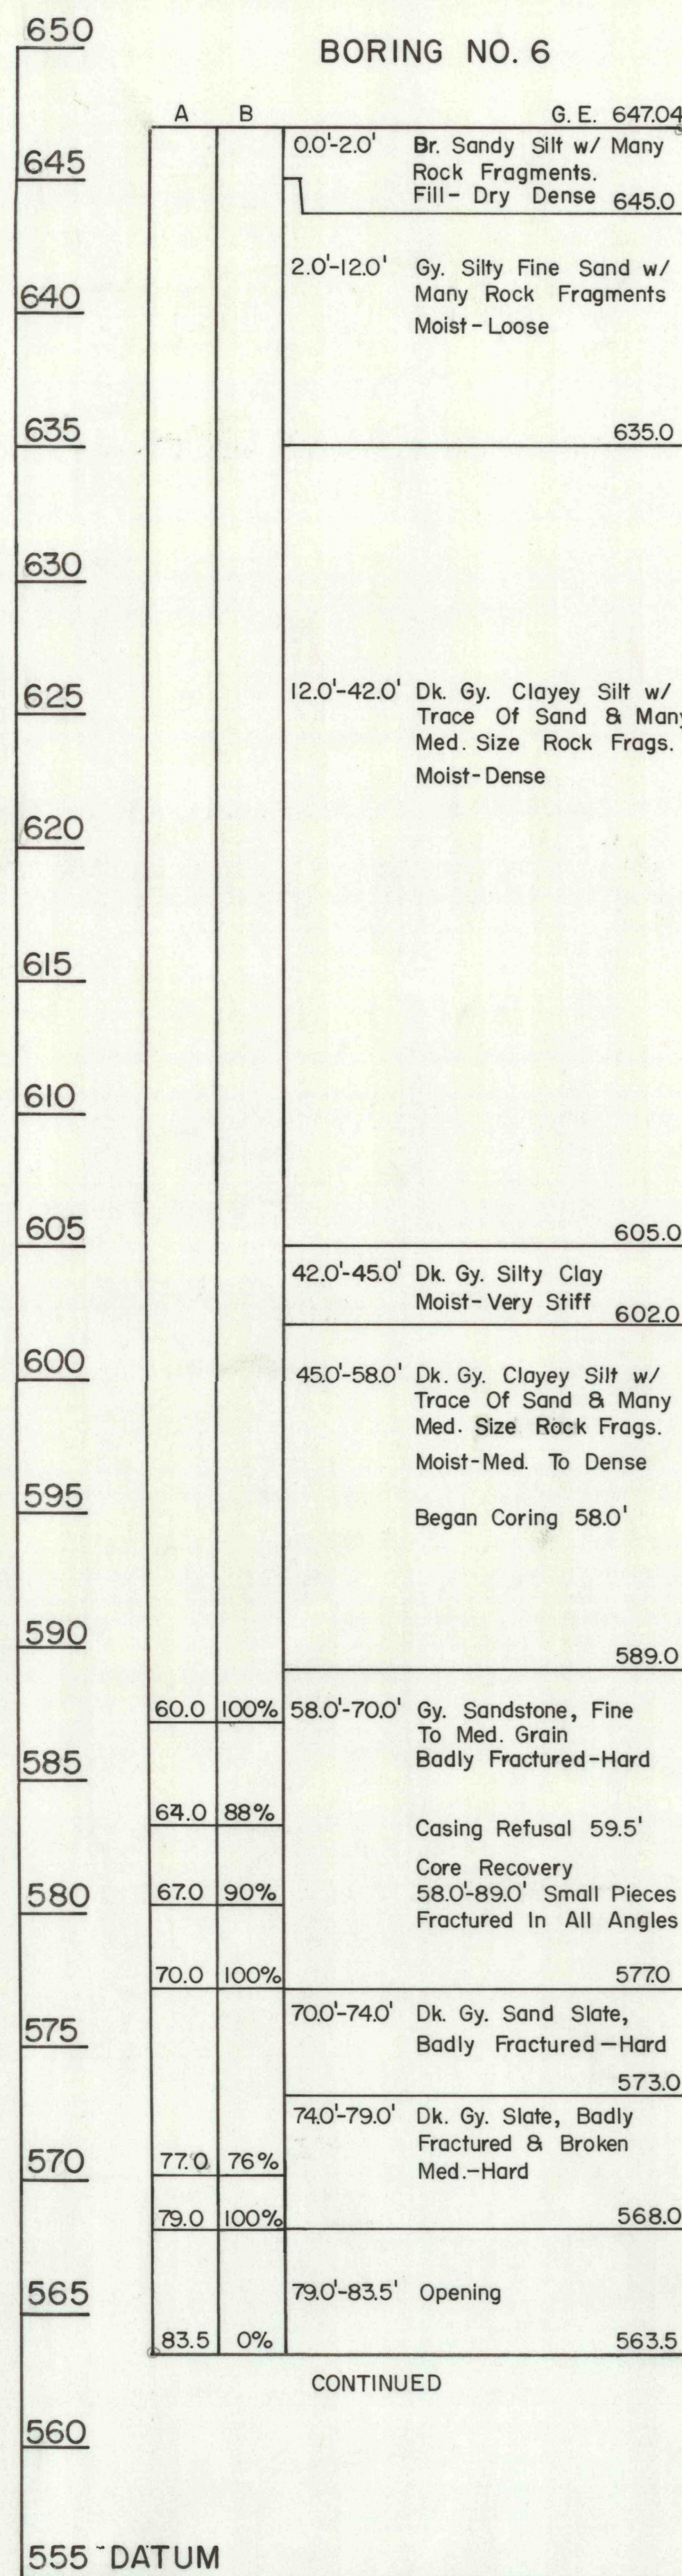 650
BORING NO. 6
A B G. E. 647.04
0.0'-2.0' Br. Sandy Silt w/ Many
645
Rock Fragments.
Fill- Dry Dense 645.0
2.0'-12.0' Gy. Silty Fine Sand w/
640
Many Rock Fragments
Moist-Loose
635
635.0
630
12.0'-42.0' Dk. Gy. Clayey Silt w/
625
Trace Of Sand & Many
Med. Size Rock Frags.
Moist-Dense
620
615
610
605
605.0
42.0'-45.0' Dk. Gy. Silty Clay
Moist-Very Stiff 602.0
600
45.0'-58.0' Dk. Gy. Clayey Silt w/
Trace Of Sand & Many
Med. Size Rock Frags.
Moist-Med. To Dense
595
Began Coring 58.0'
590
589.0
60.0 100% 58.0'-70.0' Gy. Sandstone, Fine
To Med. Grain
585
Badly Fractured-Hard
64.0 88%
Casing Refusal 59.5'
Core Recovery
580
67.0 90% 58.0'-89.0' Small Pieces
Fractured In All Angles
70.0 100% 577.0
70.0'-74.0' Dk. Gy. Sand Slate,
575
Badly Fractured-Hard
573.0
74.0'-79.0' Dk. Gy. Slate, Badly
Fractured & Broken
570
77.0 76%
Med.-Hard
79.0 100% 568.0
565
79.0'-83.5' Opening
83.5 0% 563.5
CONTINUED
560
555 DATUM